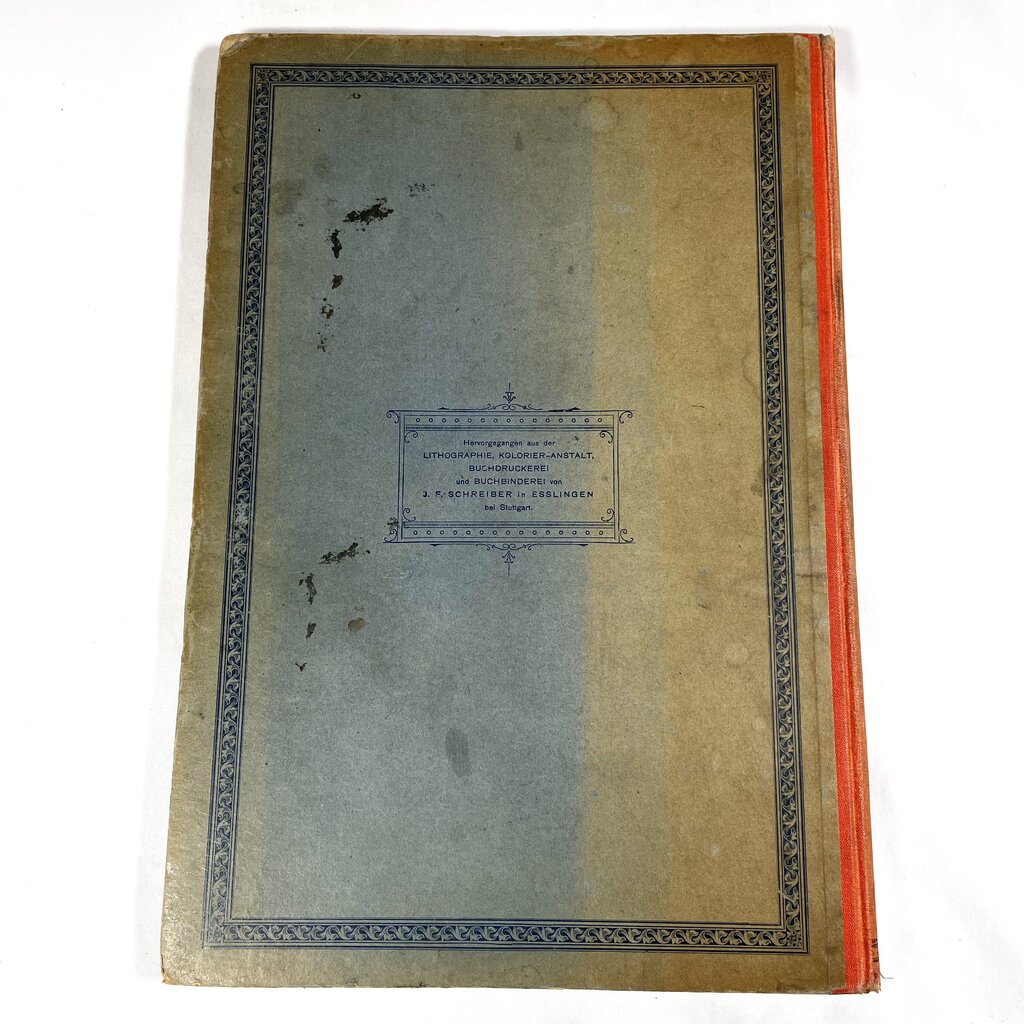 Hervorgegangen aus der
LITHOGRAPHIE, KOLORIER-ANSTALT,
BUCHDRUCKEREI
und BUCHBINDEREI von
J. F. SCHREIBER in ESSLINGEN
bei Stuttgart.